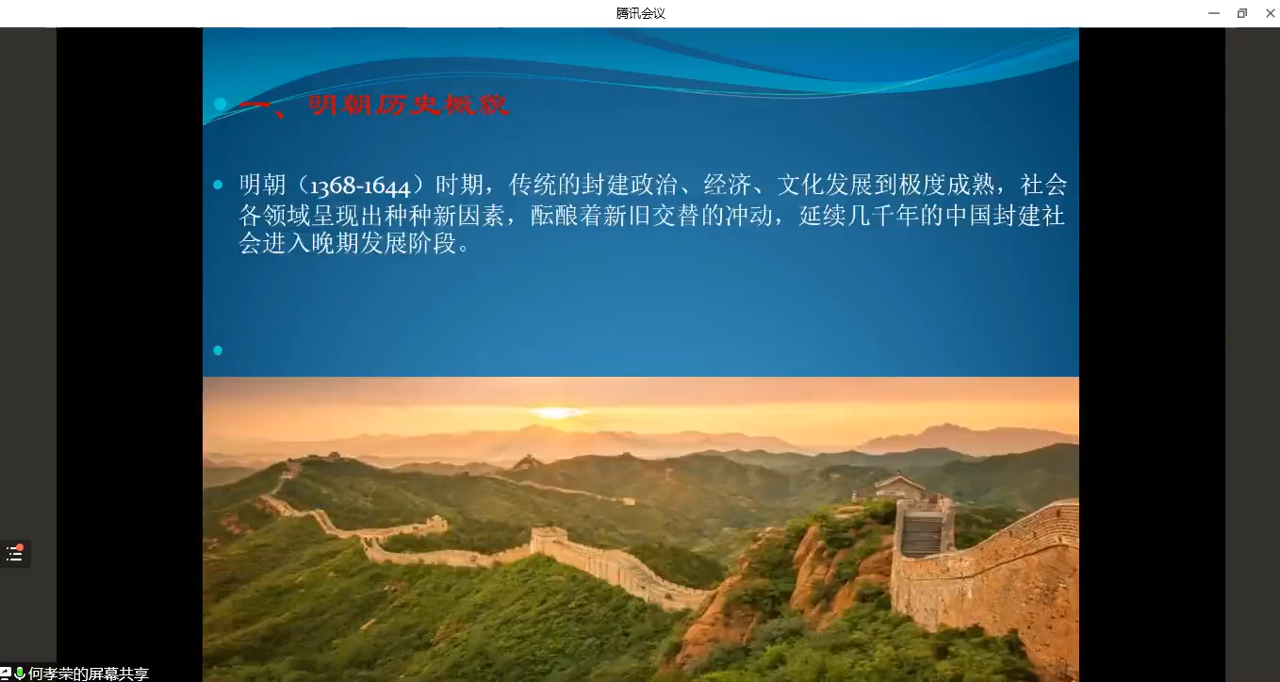 腾讯会议
一、明朝历史概貌
明朝（1368-1644）时期，传统的封建政治、经济、文化发展到极度成熟，社会
各领域呈现出种种新因素，酝酿着新旧交替的冲动，延续几千年的中国封建社
会进入晚期发展阶段。
何孝荣的屏幕共享